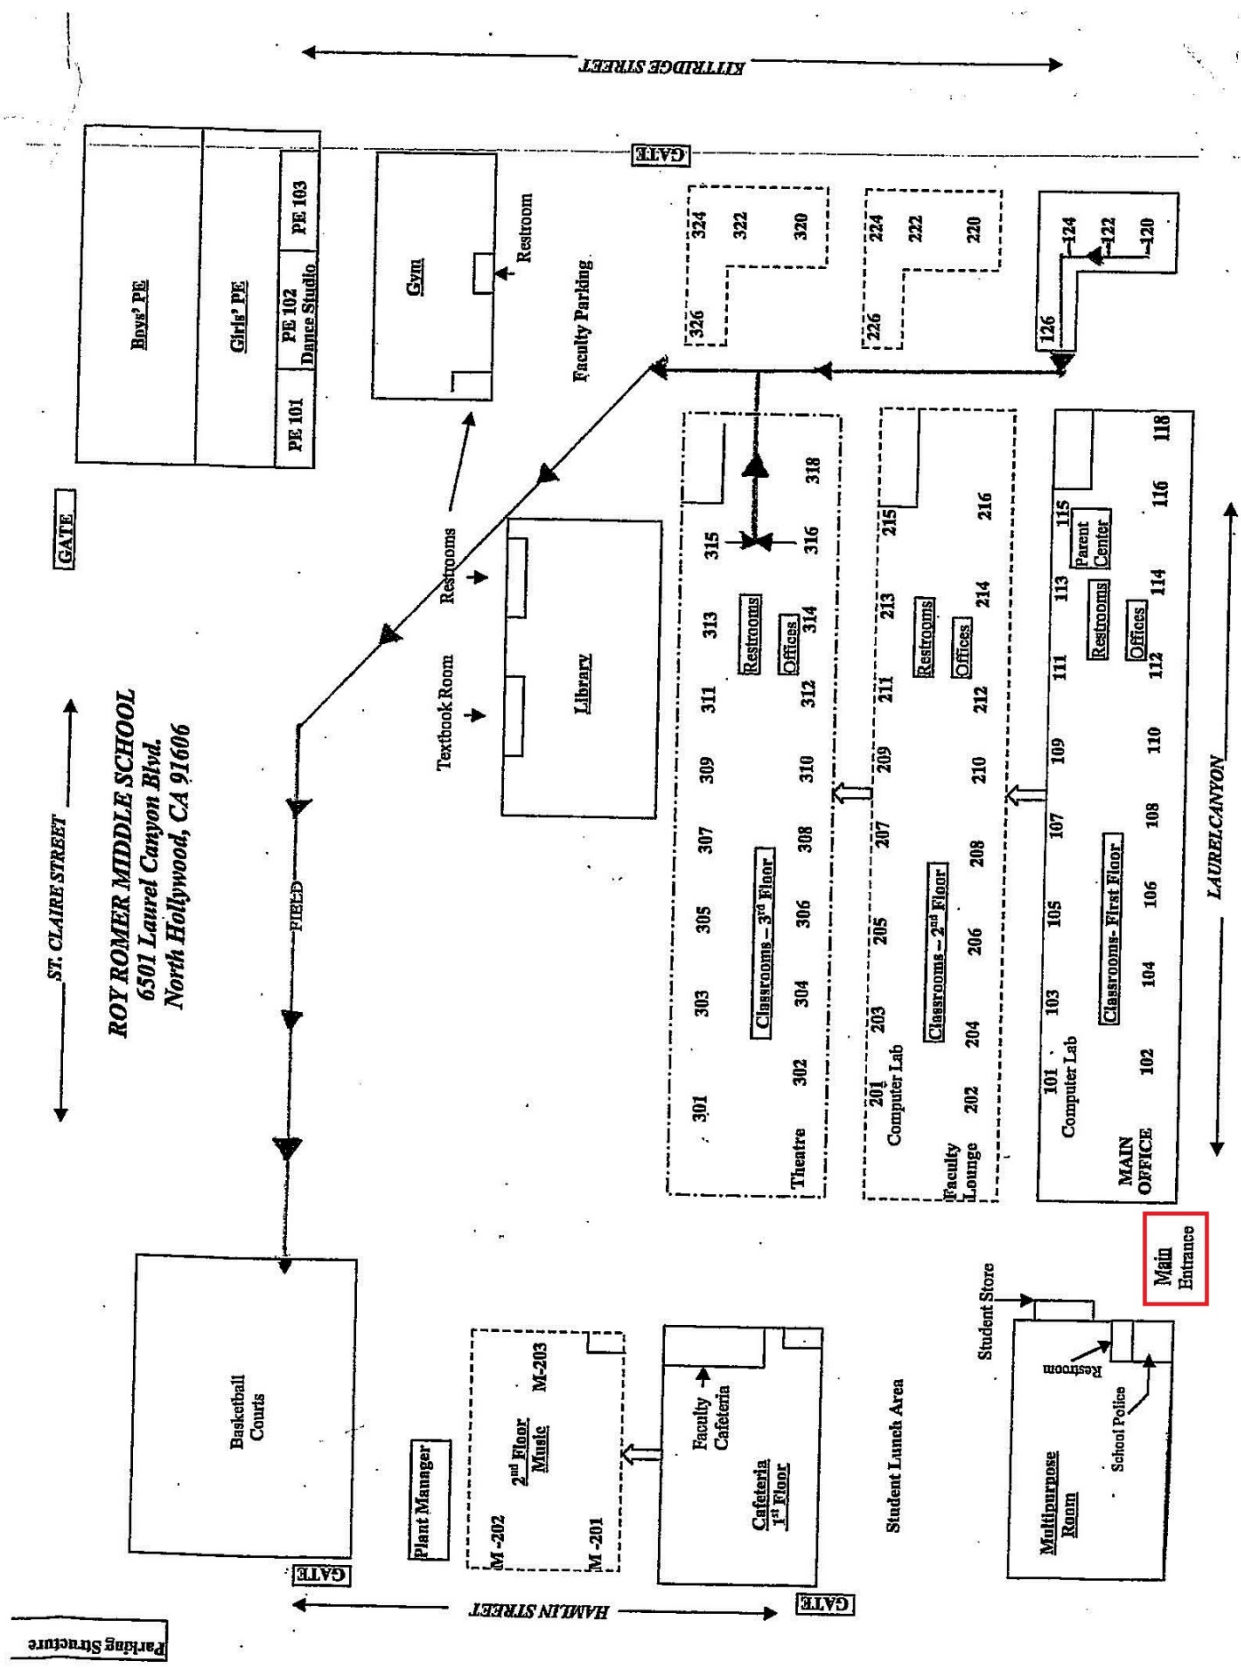 Parking Structure
ST. CLAIRE STREET
ROY ROMER MIDDLE SCHOOL
6501 Laurel Canyon Blvd.
North Hollywood, CA 91606
GATE
Boys' PE
Girls' PE
PE 101
PE 102
Dance Studio
PE 103
KITTRIDGE STREET
GATE
Gym
Restroom
Faculty Parking
Restrooms
Textbook Room
Library
FIELD
Basketball
Courts
GATE
HAMLIN STREET
GATE
Plant Manager
M -202
2nd Floor
Music
M-203
M -201
Faculty
Cafeteria
Cafeteria
1st Floor
Student Lunch Area
Student Store
Multipurpose
Room
Restroom
School Police
Main
Entrance
301
303
305
307
309
311
313
315
Classrooms – 3rd Floor
Restrooms
Offices
Theatre
302
304
306
308
310
312
314
316
318
326
324
322
320
201
203
205
207
209
211
213
215
Computer Lab
Classrooms – 2nd Floor
Restrooms
Offices
Faculty
Lounge
202
204
206
208
210
212
214
216
226
224
222
220
101
103
105
107
109
111
113
115
Computer Lab
Classrooms- First Floor
Restrooms
Parent
Center
Offices
MAIN
OFFICE
102
104
106
108
110
112
114
116
118
126
124
122
120
LAUREL CANYON